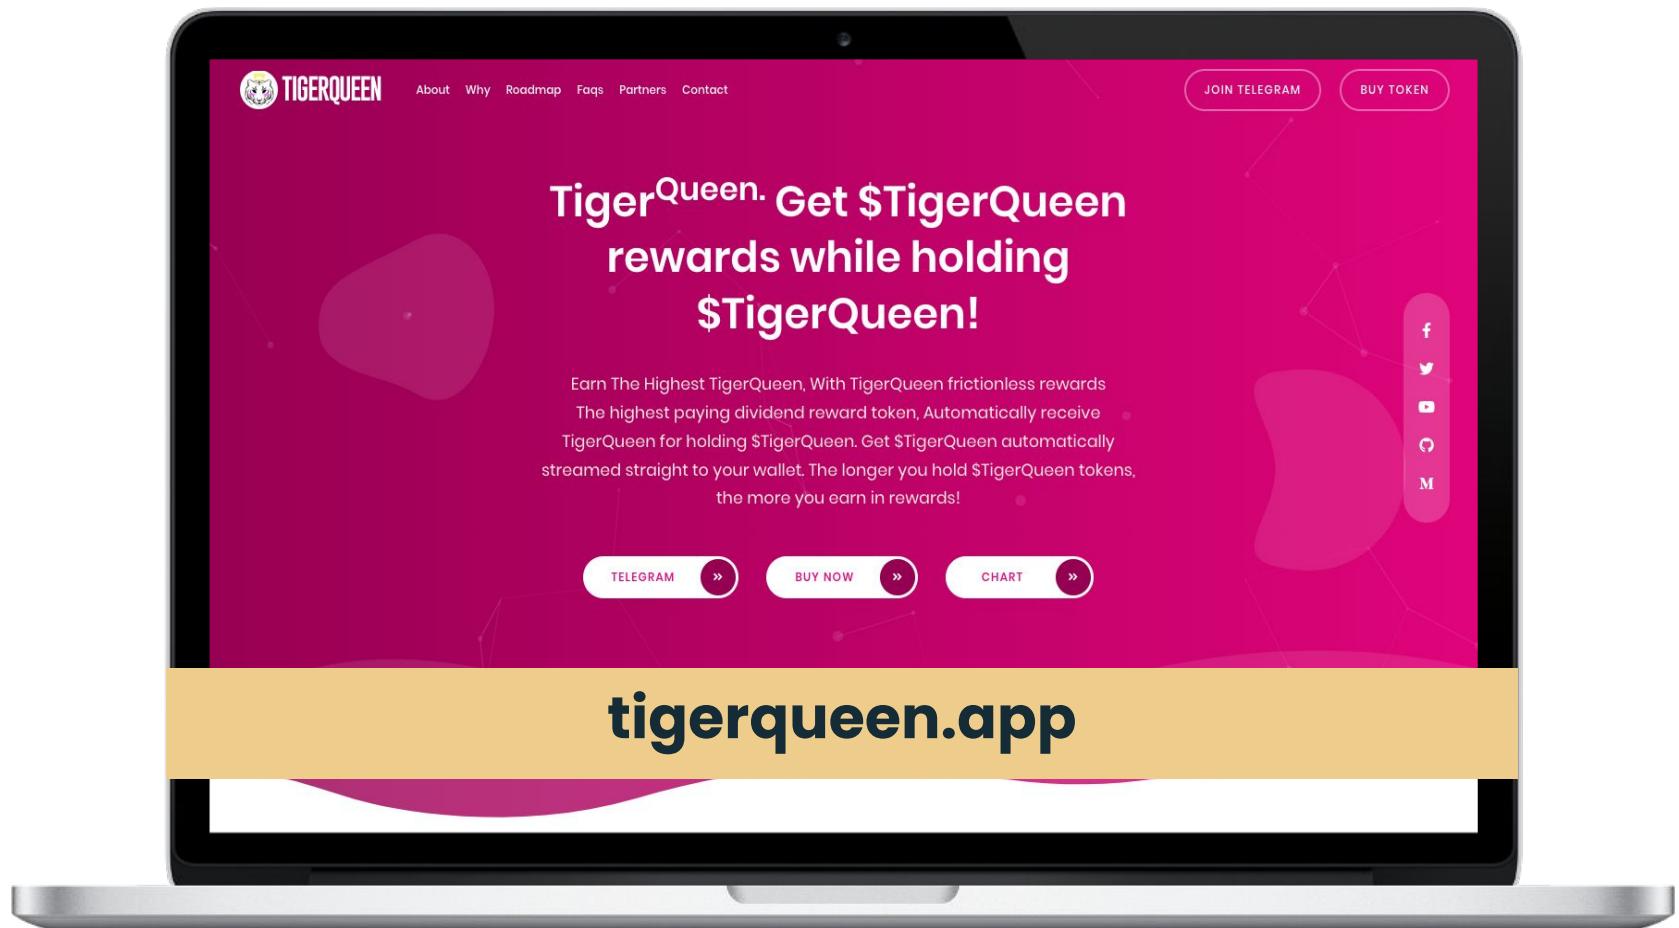 TIGERQUEEN About Why Roadmap Faqs Partners Contact JOIN TELEGRAM BUY TOKEN
TigerQueen. Get $TigerQueen
rewards while holding
$TigerQueen!
Earn The Highest TigerQueen, With TigerQueen frictionless rewards
The highest paying dividend reward token, Automatically receive
TigerQueen for holding $TigerQueen. Get $TigerQueen automatically
streamed straight to your wallet. The longer you hold $TigerQueen tokens,
the more you earn in rewards!
TELEGRAM BUY NOW CHART
tigerqueen.app